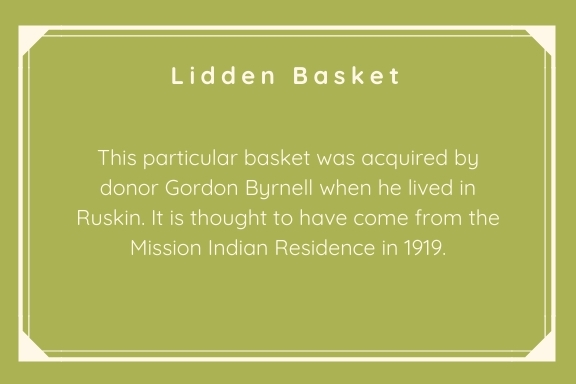 Lidden Basket
This particular basket was acquired by
donor Gordon Byrnell when he lived in
Ruskin. It is thought to have come from the
Mission Indian Residence in 1919.